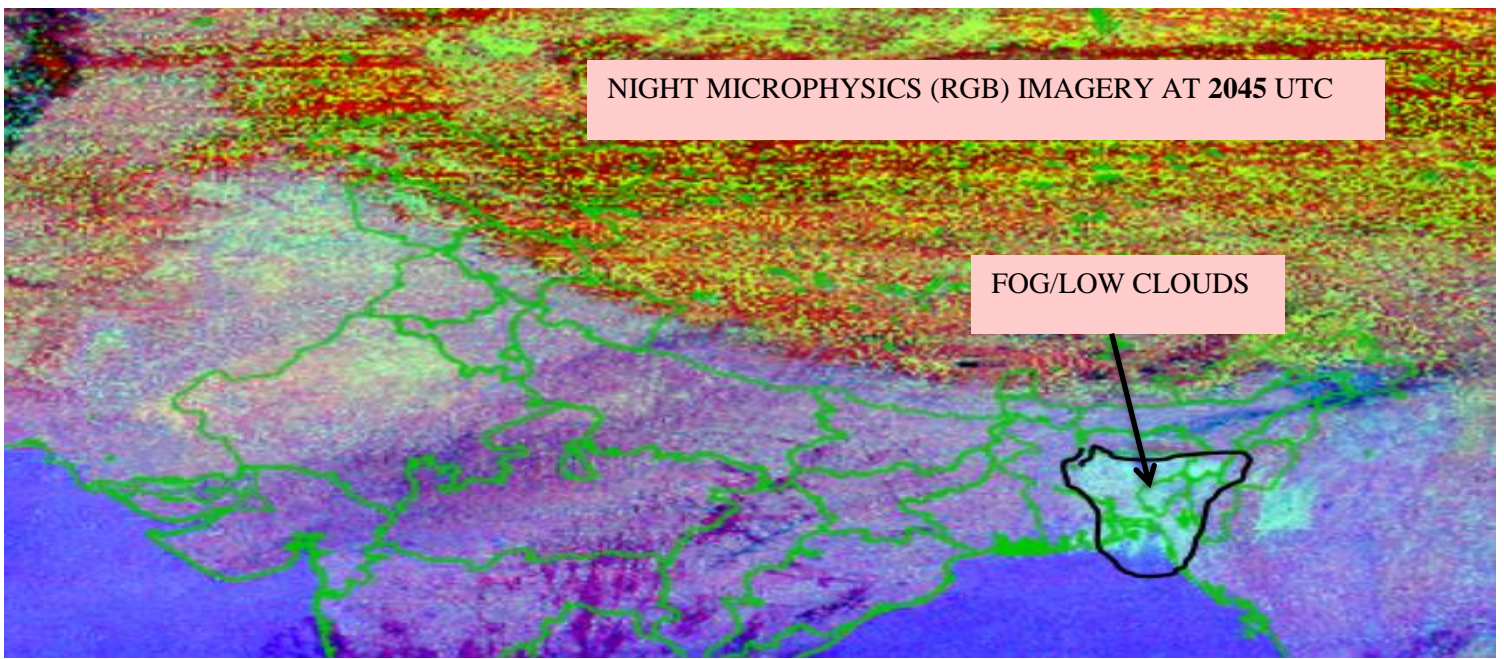 NIGHT MICROPHYSICS (RGB) IMAGERY AT 2045 UTC
FOG/LOW CLOUDS